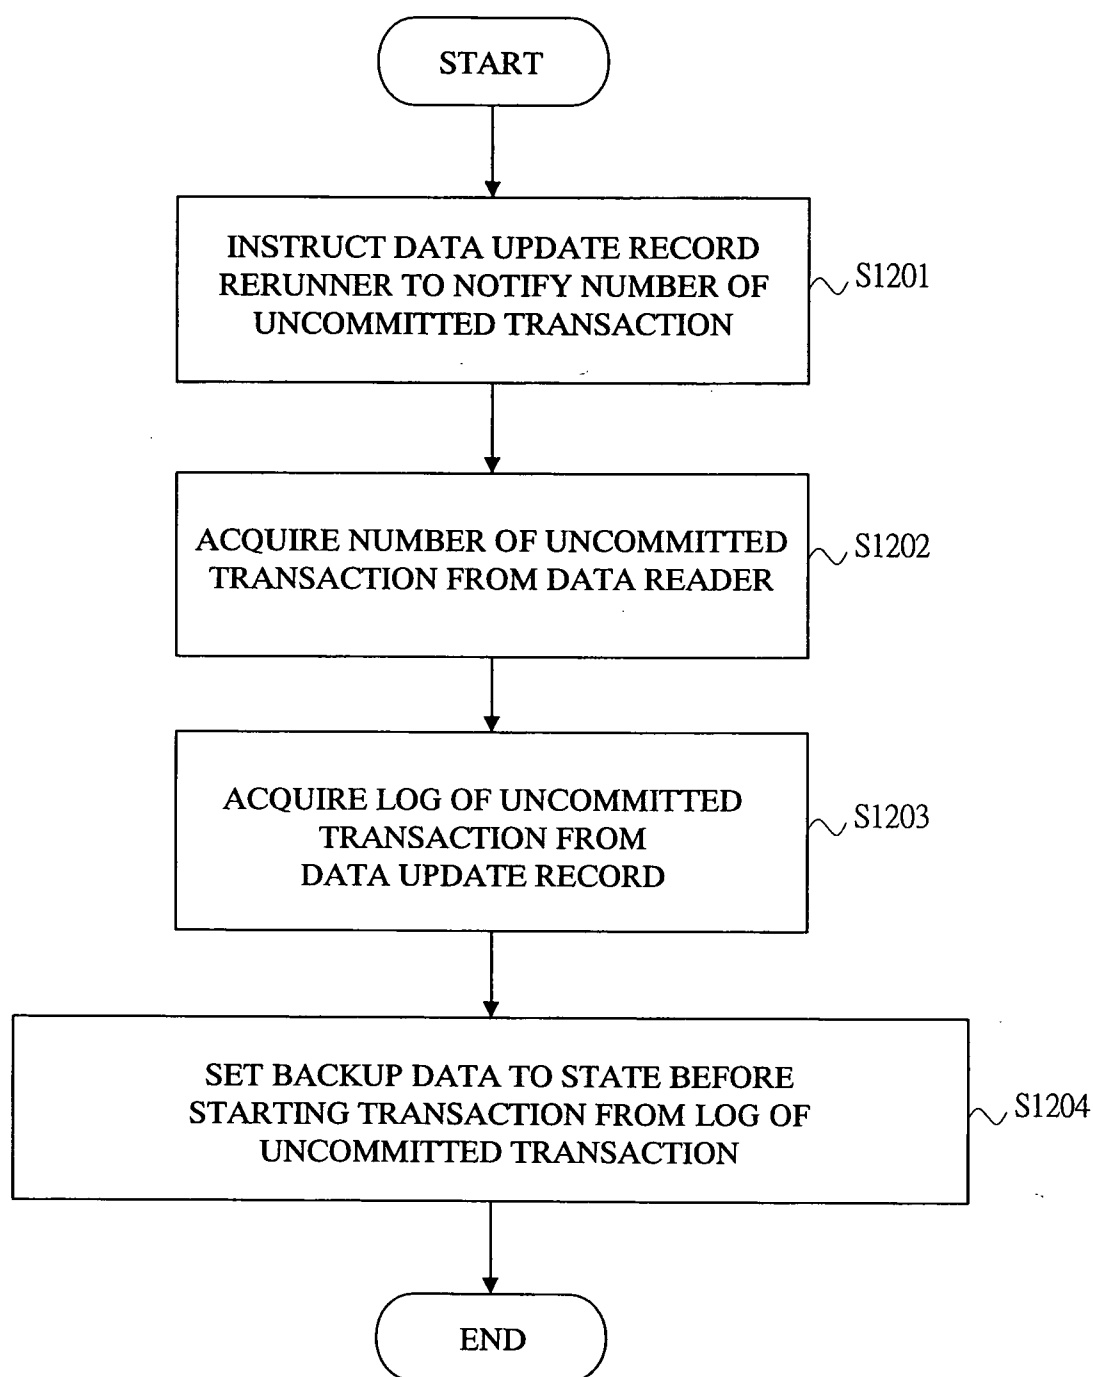 START
INSTRUCT DATA UPDATE RECORD
RERUNNER TO NOTIFY NUMBER OF
UNCOMMITTED TRANSACTION
S1201
ACQUIRE NUMBER OF UNCOMMITTED
TRANSACTION FROM DATA READER
S1202
ACQUIRE LOG OF UNCOMMITTED
TRANSACTION FROM
DATA UPDATE RECORD
S1203
SET BACKUP DATA TO STATE BEFORE
STARTING TRANSACTION FROM LOG OF
UNCOMMITTED TRANSACTION
S1204
END